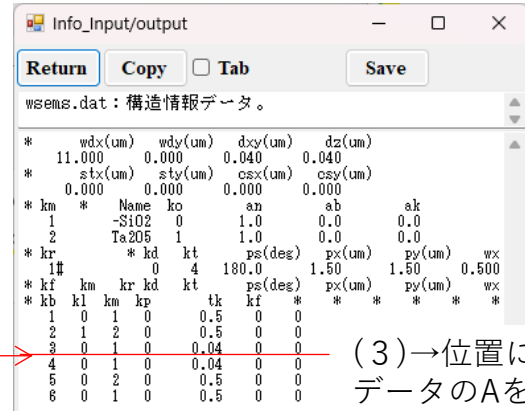 Info_Input/output
Return Copy Tab Save
wsems.dat：構造情報データ。
* wdx(um) wdy(um) dxy(um) dz(um)
11.000 0.000 0.040 0.040
* stx(um) sty(um) csx(um) csy(um)
0.000 0.000 0.000 0.000
* km * Name ko an ab ak
1 -SiO2 0 1.0 0.0 0.0
2 Ta2O5 1 1.0 0.0 0.0
* kr * kd kt ps(deg) px(um) py(um) wx
1# 0 4 180.0 1.50 1.50 0.500
* kf km kr kd kt ps(deg) px(um) py(um) wx
* kb kl km kp tk kf * * * * * *
1 0 1 0 0.5 0 0
2 1 2 0 0.5 0 0
3 0 1 0 0.04 0 0
4 0 1 0 0.04 0 0
5 0 2 0 0.5 0 0
6 0 1 0 0.5 0 0
(３)→位置に
データのAを